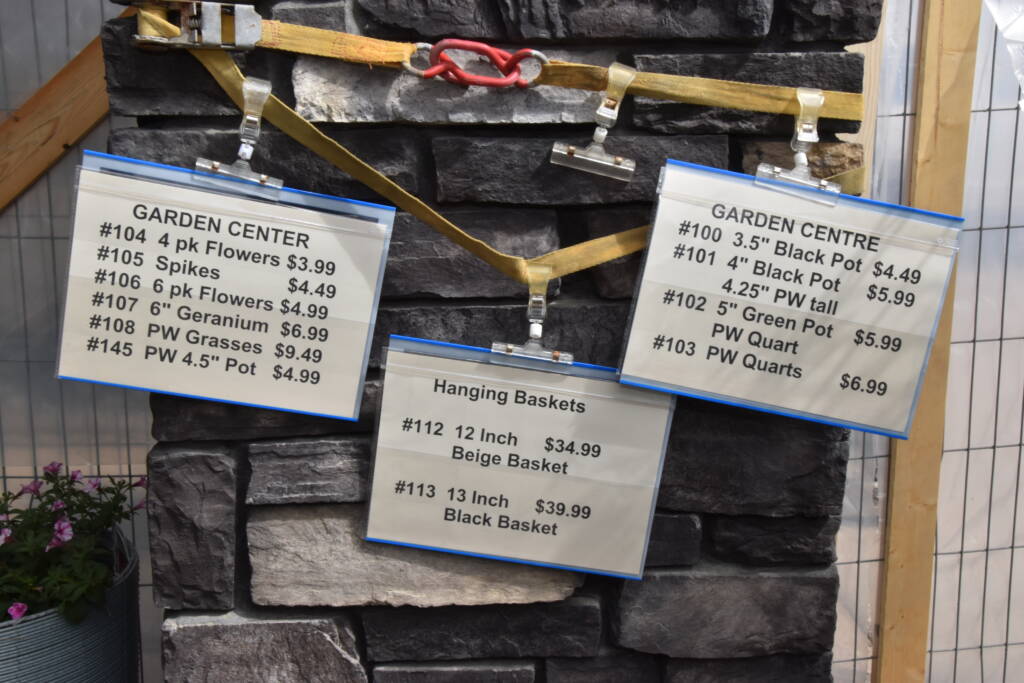 GARDEN CENTER
#104 4 pk Flowers $3.99
#105 Spikes $4.49
#106 6 pk Flowers $4.99
#107 6" Geranium $6.99
#108 PW Grasses $9.49
#145 PW 4.5" Pot $4.99
Hanging Baskets
#112 12 Inch $34.99
Beige Basket
#113 13 Inch $39.99
Black Basket
GARDEN CENTRE
#100 3.5" Black Pot $4.49
#101 4" Black Pot $5.99
4.25" PW tall
#102 5" Green Pot $5.99
PW Quart
#103 PW Quarts $6.99